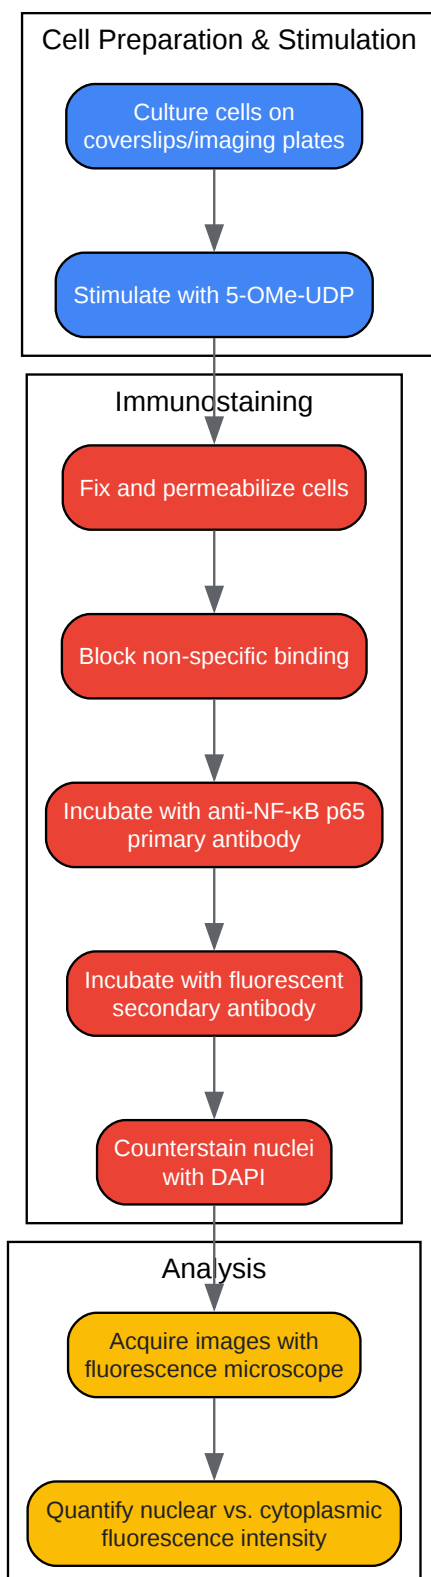 Cell Preparation & Stimulation
Culture cells on
coverslips/imaging plates
Stimulate with 5-OMe-UDP
Immunostaining
Fix and permeabilize cells
Block non-specific binding
Incubate with anti-NF-κB p65
primary antibody
Incubate with fluorescent
secondary antibody
Counterstain nuclei
with DAPI
Analysis
Acquire images with
fluorescence microscope
Quantify nuclear vs. cytoplasmic
fluorescence intensity